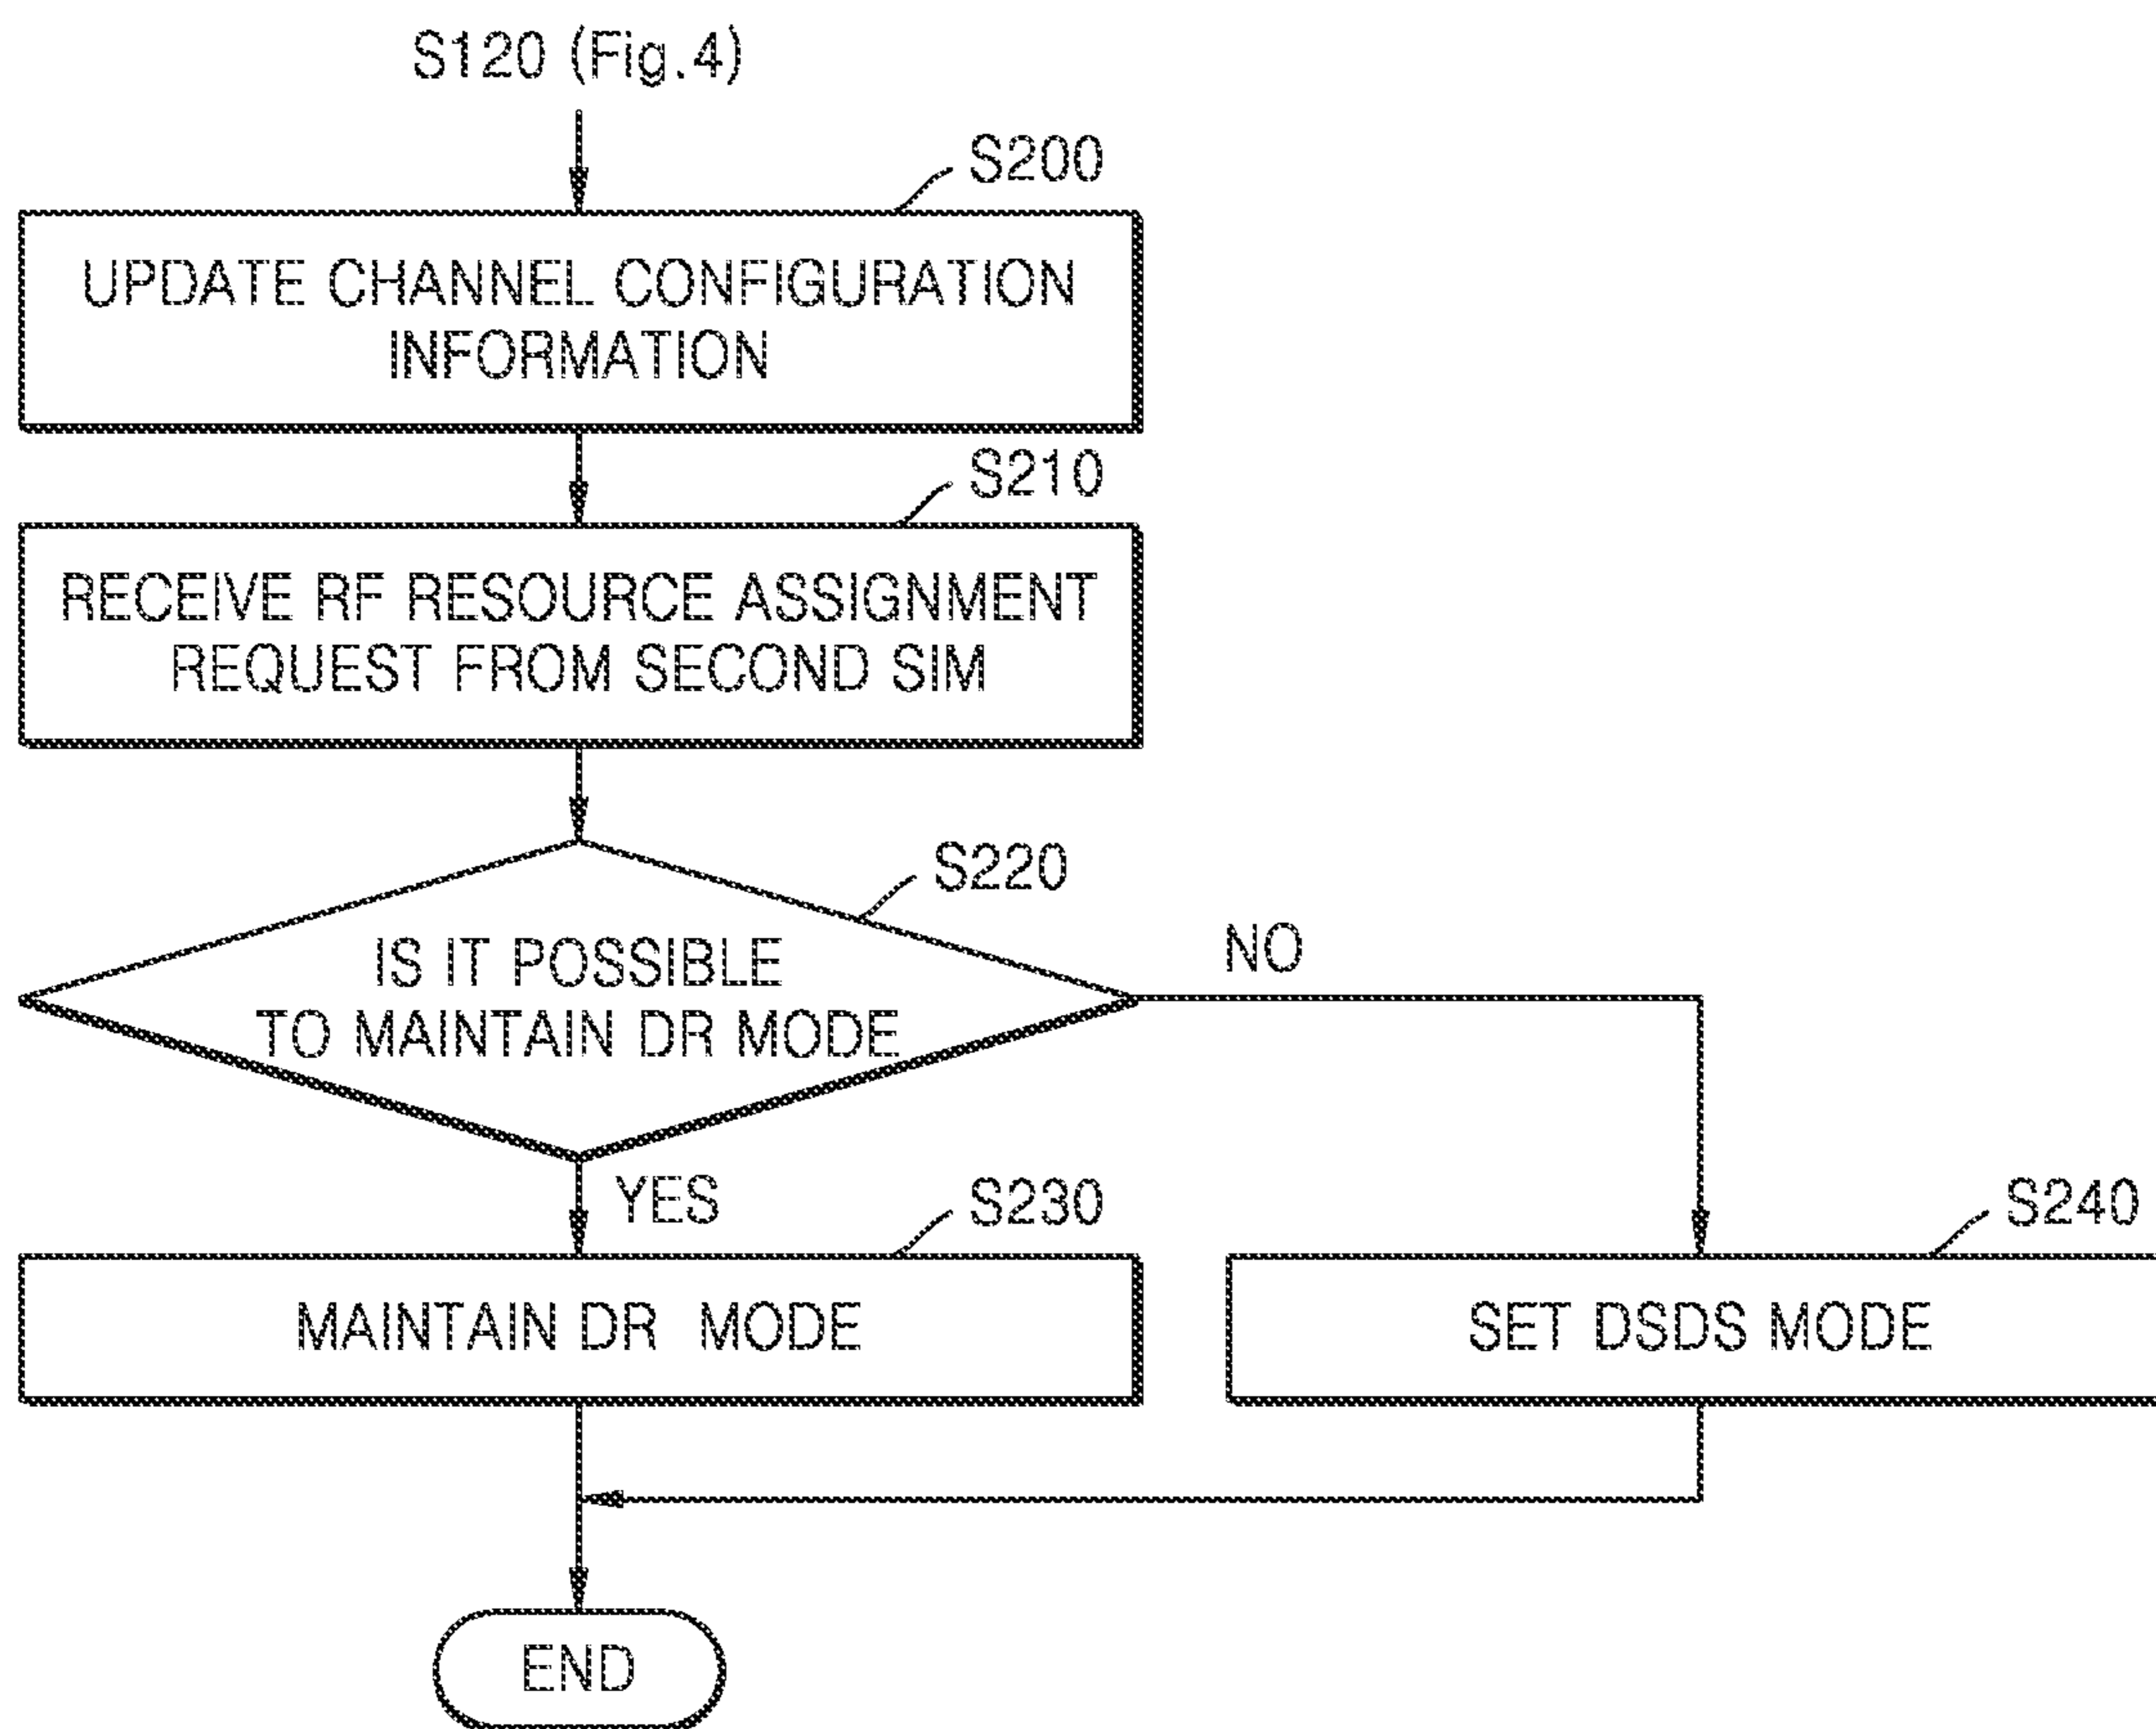 S120 (Fig.4)
S200
UPDATE CHANNEL CONFIGURATION
INFORMATION
S210
RECEIVE RF RESOURCE ASSIGNMENT
REQUEST FROM SECOND SIM
S220
IS IT POSSIBLE
TO MAINTAIN DR MODE
NO
YES
S230
MAINTAIN DR MODE
S240
SET DSDS MODE
END